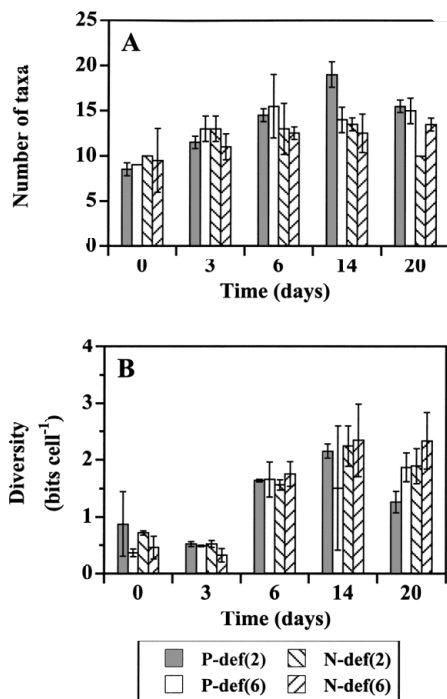 A
Number of taxa
25
20
15
10
5
0
0 3 6 14 20
Time (days)
B
Diversity
(bits cell⁻¹)
4
3
2
1
0
0 3 6 14 20
Time (days)
P-def(2) N-def(2)
P-def(6) N-def(6)